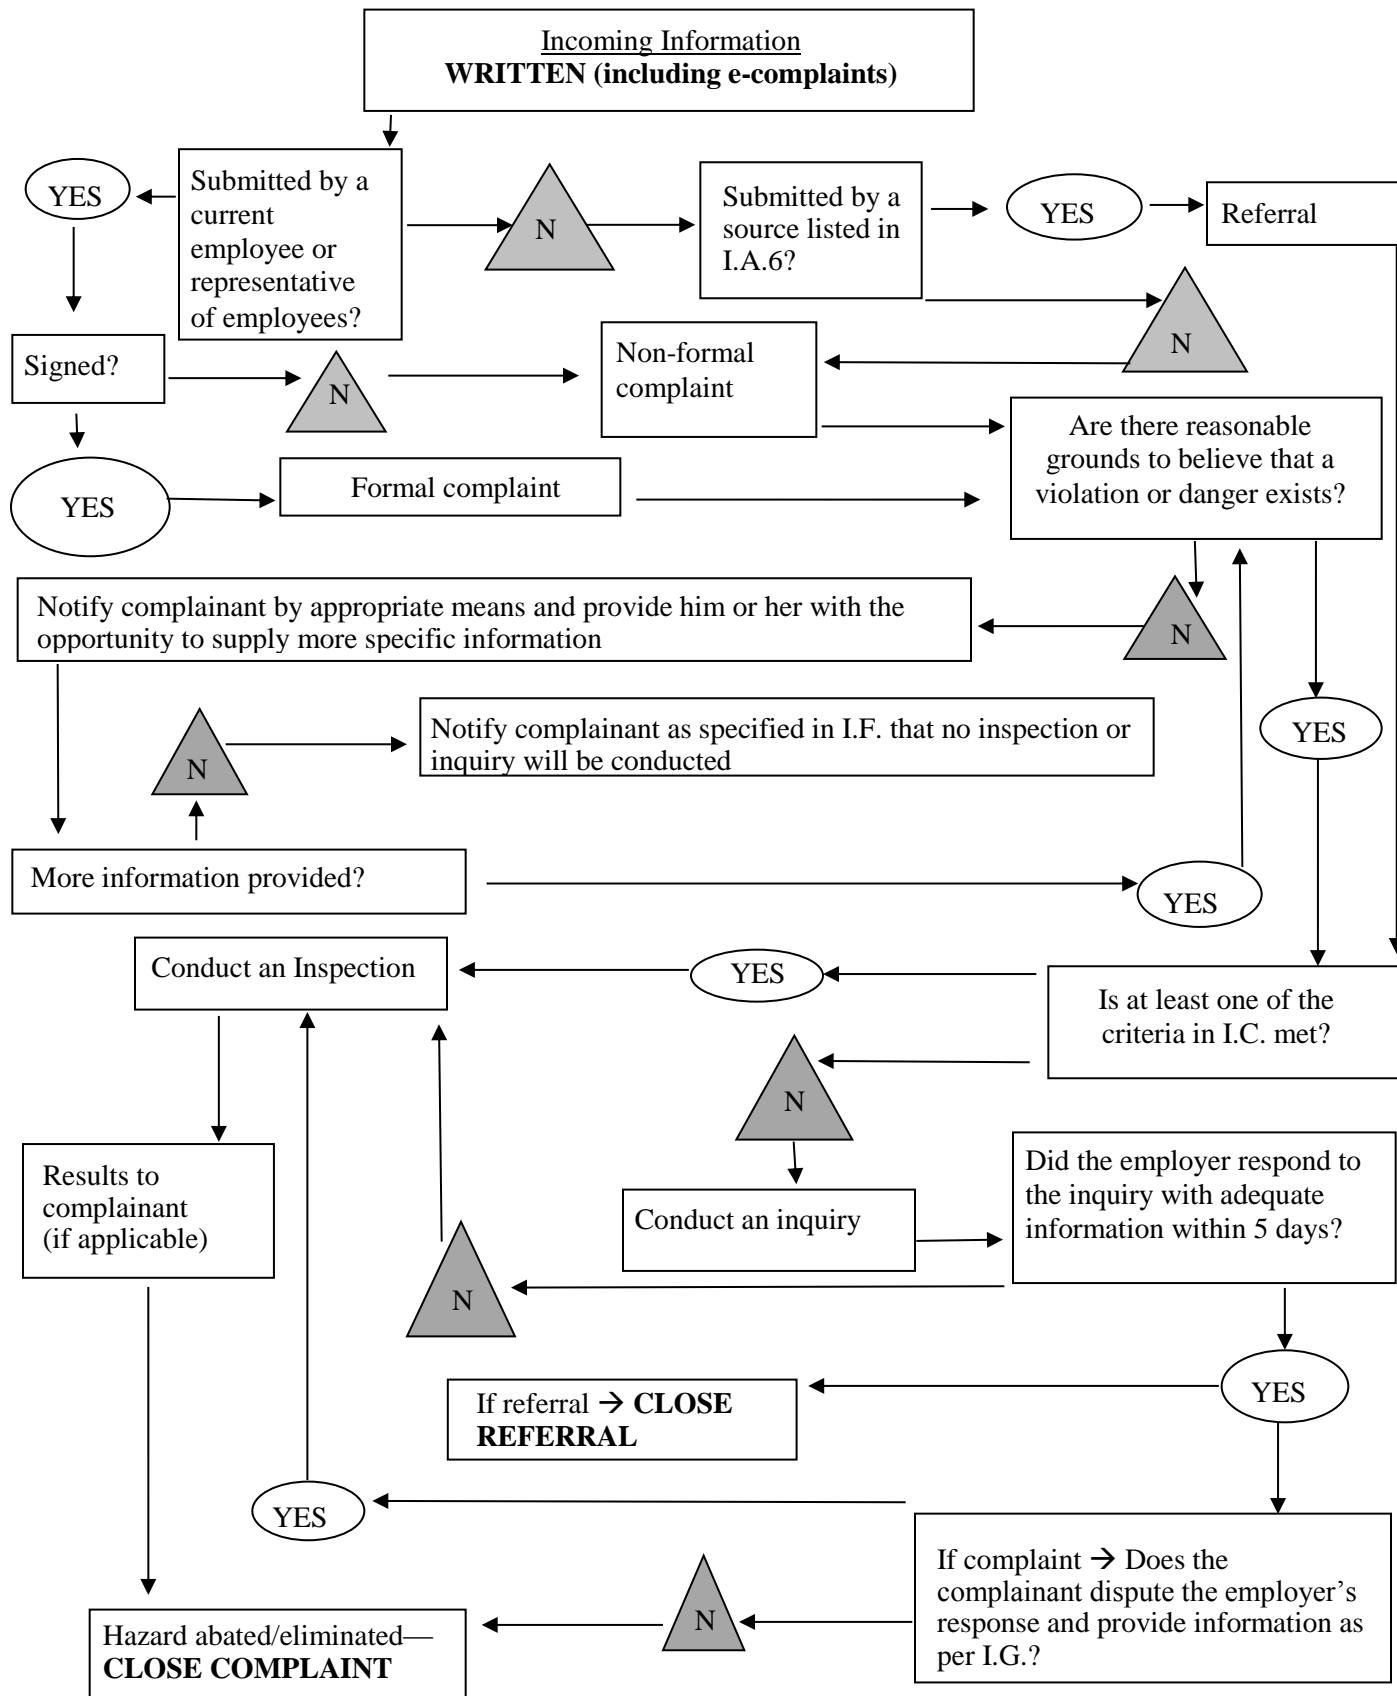 Incoming Information
WRITTEN (including e-complaints)
YES
Submitted by a
current
employee or
representative
of employees?
N
Submitted by a
source listed in
I.A.6?
YES
Referral
N
Signed?
N
Non-formal
complaint
Are there reasonable
grounds to believe that a
violation or danger exists?
YES
Formal complaint
Notify complainant by appropriate means and provide him or her with the
opportunity to supply more specific information
N
Notify complainant as specified in I.F. that no inspection or
inquiry will be conducted
N
YES
More information provided?
YES
Conduct an Inspection
YES
Is at least one of the
criteria in I.C. met?
N
Results to
complainant
(if applicable)
Conduct an inquiry
Did the employer respond to
the inquiry with adequate
information within 5 days?
N
YES
If referral → CLOSE
REFERRAL
YES
If complaint → Does the
complainant dispute the employer’s
response and provide information as
per I.G.?
N
Hazard abated/eliminated—
CLOSE COMPLAINT